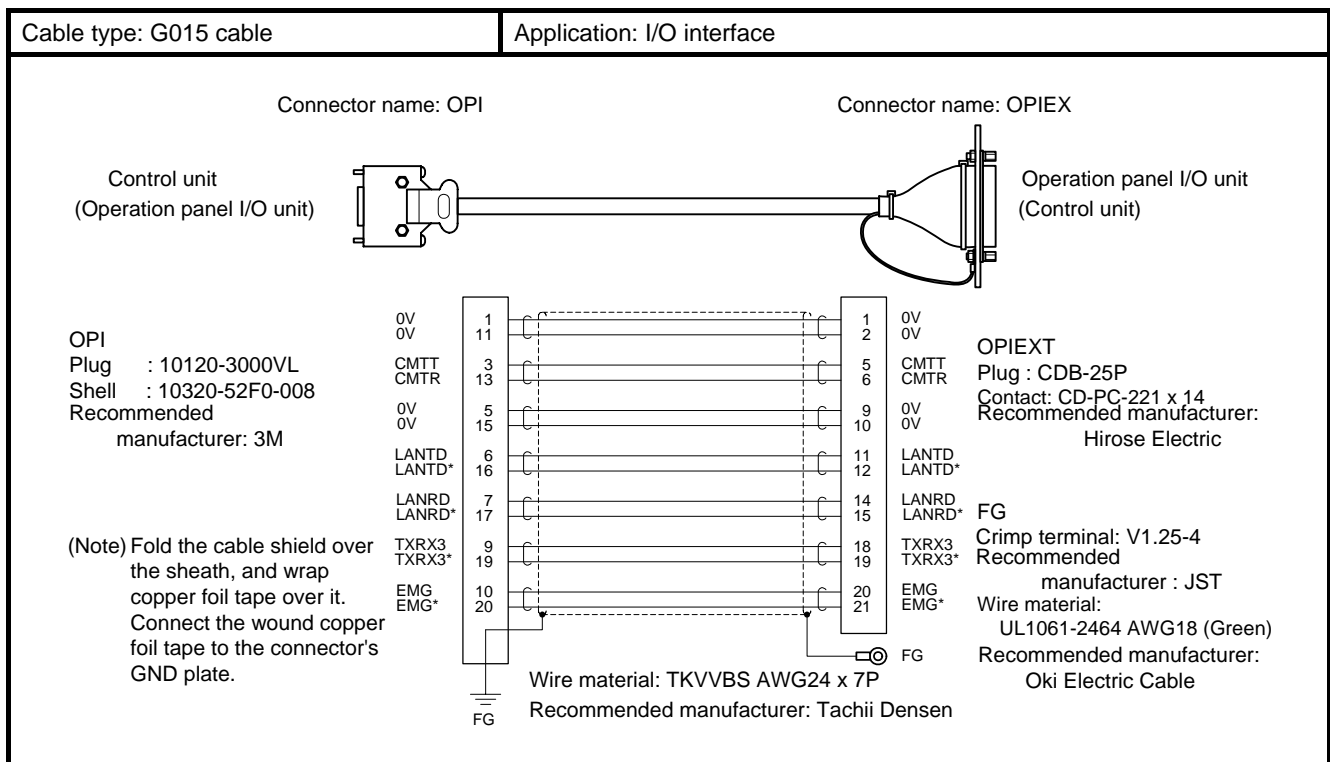 Cable type: G015 cable
Application: I/O interface
Connector name: OPI
Connector name: OPIEX
Control unit
(Operation panel I/O unit)
Operation panel I/O unit
(Control unit)
OPI
Plug : 10120-3000VL
Shell : 10320-52F0-008
Recommended
manufacturer: 3M
(Note) Fold the cable shield over
the sheath, and wrap
copper foil tape over it.
Connect the wound copper
foil tape to the connector's
GND plate.
0V 1 1 0V
0V 11 2 0V
CMTT 3 5 CMTT
CMTR 13 6 CMTR
0V 5 9 0V
0V 15 10 0V
LANTD 6 11 LANTD
LANTD* 16 12 LANTD*
LANRD 7 14 LANRD
LANRD* 17 15 LANRD*
TXRX3 9 18 TXRX3
TXRX3* 19 19 TXRX3*
EMG 10 20 EMG
EMG* 20 21 EMG*
FG
FG
Wire material: TKVVBS AWG24 x 7P
Recommended manufacturer: Tachii Densen
OPIEXT
Plug : CDB-25P
Contact: CD-PC-221 x 14
Recommended manufacturer:
Hirose Electric
FG
Crimp terminal: V1.25-4
Recommended
manufacturer : JST
Wire material:
UL1061-2464 AWG18 (Green)
Recommended manufacturer:
Oki Electric Cable